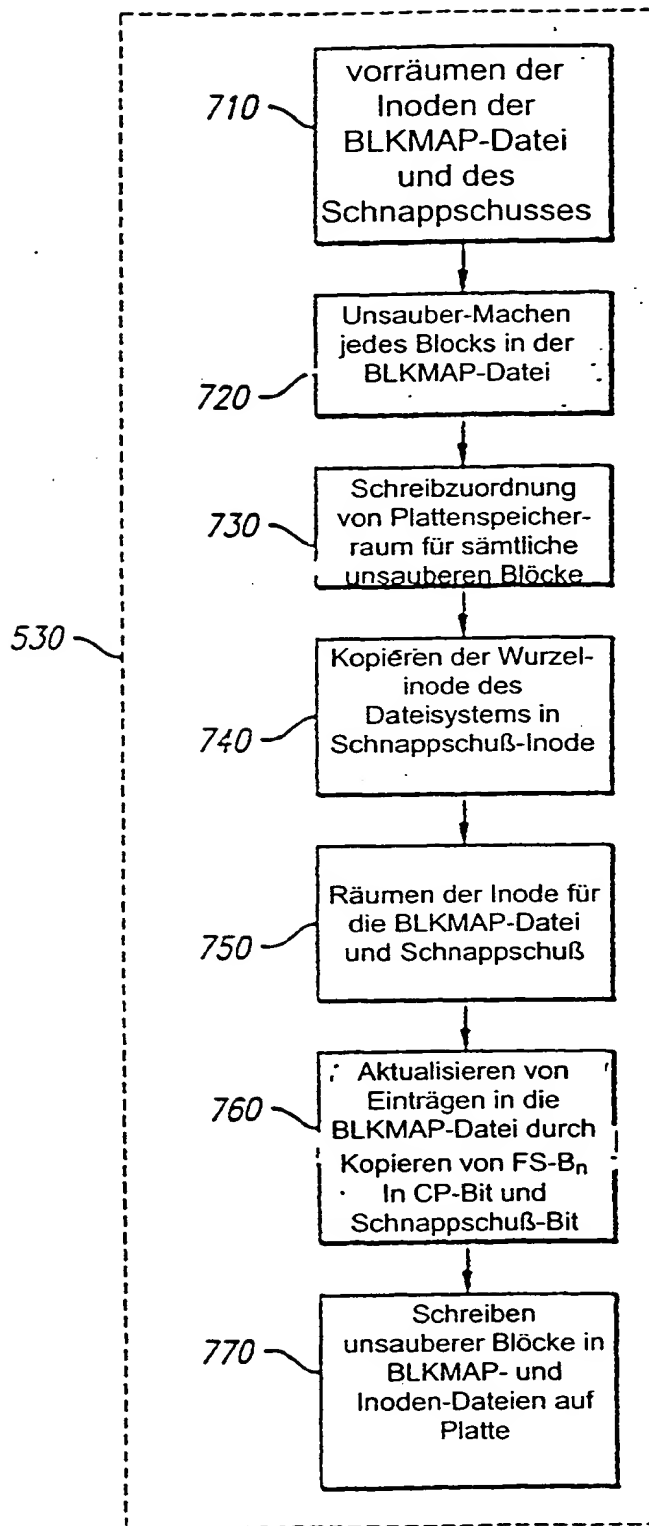 710
vorräumen der
Inoden der
BLKMAP-Datei
und des
Schnappschusses
720
Unsauber-Machen
jedes Blocks in der
BLKMAP-Datei
730
Schreibzuordnung
von Plattenspeicher-
raum für sämtliche
unsauberen Blöcke
530
740
Kopieren der Wurzel-
inode des
Dateisystems in
Schnappschuß-Inode
750
Räumen der Inode für
die BLKMAP-Datei
und Schnappschuß
760
Aktualisieren von
Einträgen in die
BLKMAP-Datei durch
Kopieren von FS-Bn
In CP-Bit und
Schnappschuß-Bit
770
Schreiben
unsauberer Blöcke in
BLKMAP- und
Inoden-Dateien auf
Platte